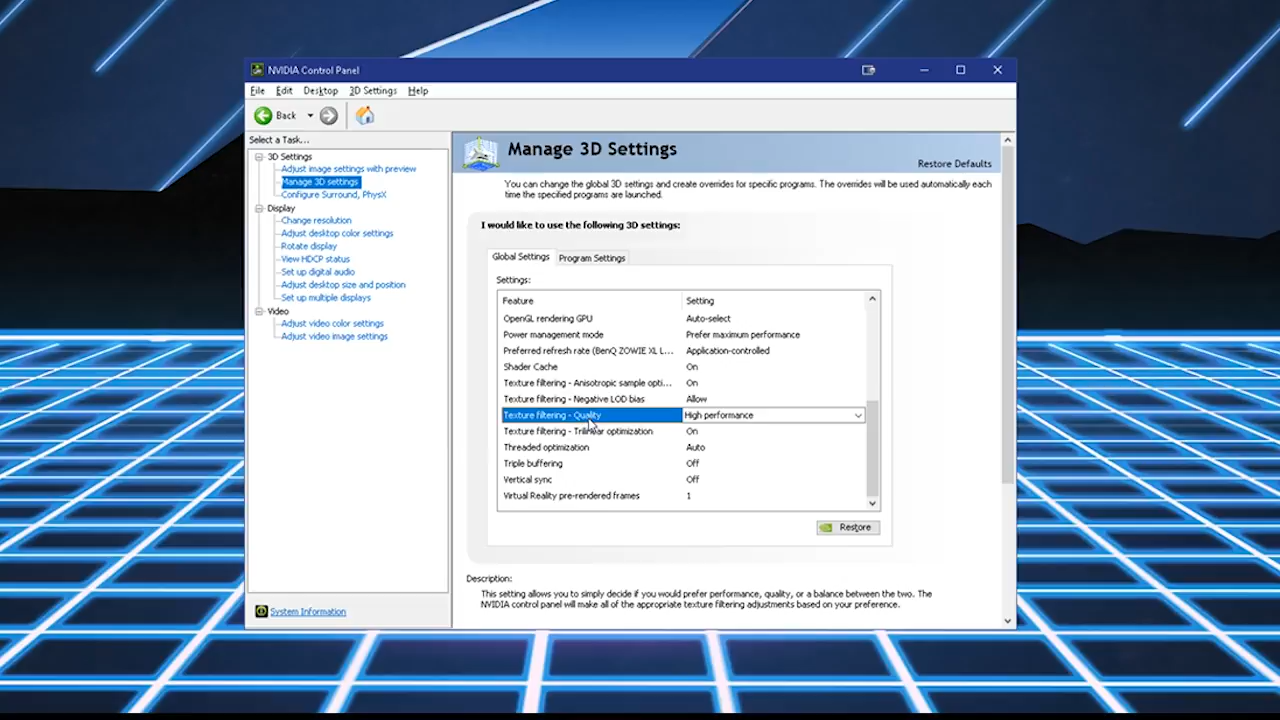 NVIDIA Control Panel
File Edit Desktop 3D Settings Help
Back
Select a Task...
3D Settings
Adjust image settings with preview
Manage 3D settings
Configure Surround, PhysX
Display
Change resolution
Adjust desktop color settings
Rotate display
View HDCP status
Set up digital audio
Adjust desktop size and position
Set up multiple displays
Video
Adjust video color settings
Adjust video image settings
System Information
Manage 3D Settings
Restore Defaults
You can change the global 3D settings and create overrides for specific programs. The overrides will be used automatically each
time the specified programs are launched.
I would like to use the following 3D settings:
Global Settings Program Settings
Settings:
Feature Setting
OpenGL rendering GPU Auto-select
Power management mode Prefer maximum performance
Preferred refresh rate (BenQ ZOWIE XL L... Application-controlled
Shader Cache On
Texture filtering - Anisotropic sample opti... On
Texture filtering - Negative LOD bias Allow
Texture filtering - Quality High performance
Texture filtering - Trilinear optimization On
Threaded optimization Auto
Triple buffering Off
Vertical sync Off
Virtual Reality pre-rendered frames 1
Restore
Description:
This setting allows you to simply decide if you would prefer performance, quality, or a balance between the two. The
NVIDIA control panel will make all of the appropriate texture filtering adjustments based on your preference.